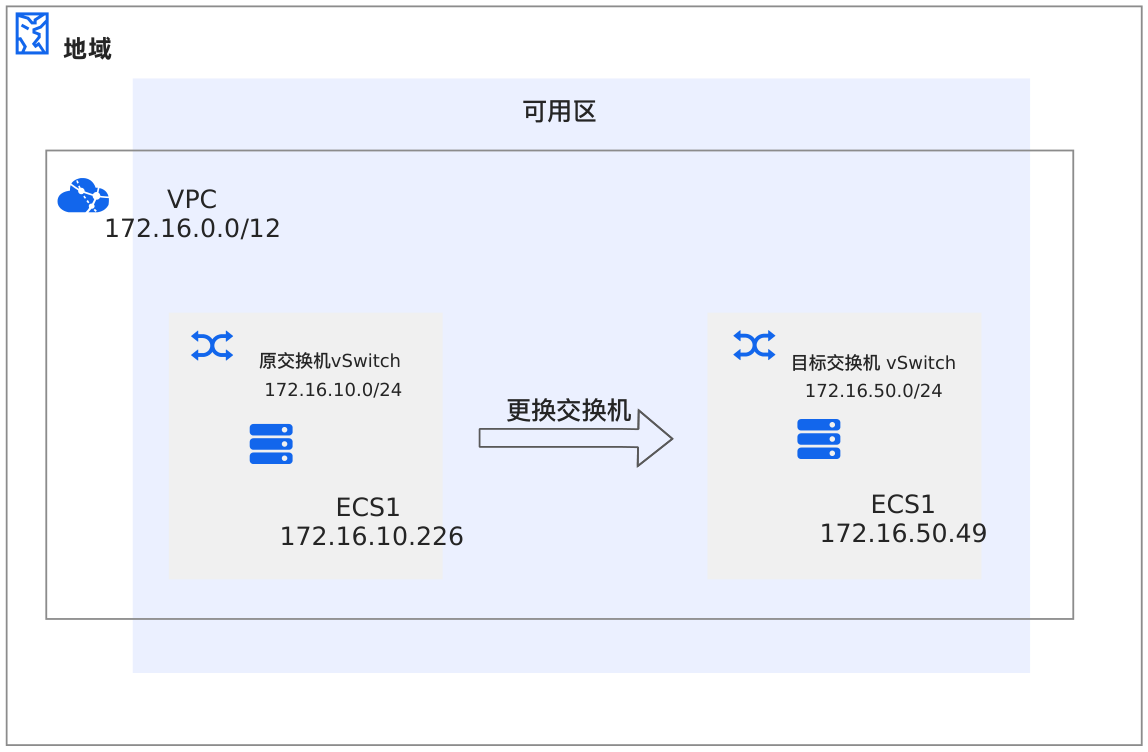 地域
可用区
VPC
172.16.0.0/12
原交换机vSwitch
172.16.10.0/24
目标交换机 vSwitch
172.16.50.0/24
更换交换机
ECS1
172.16.10.226
ECS1
172.16.50.49